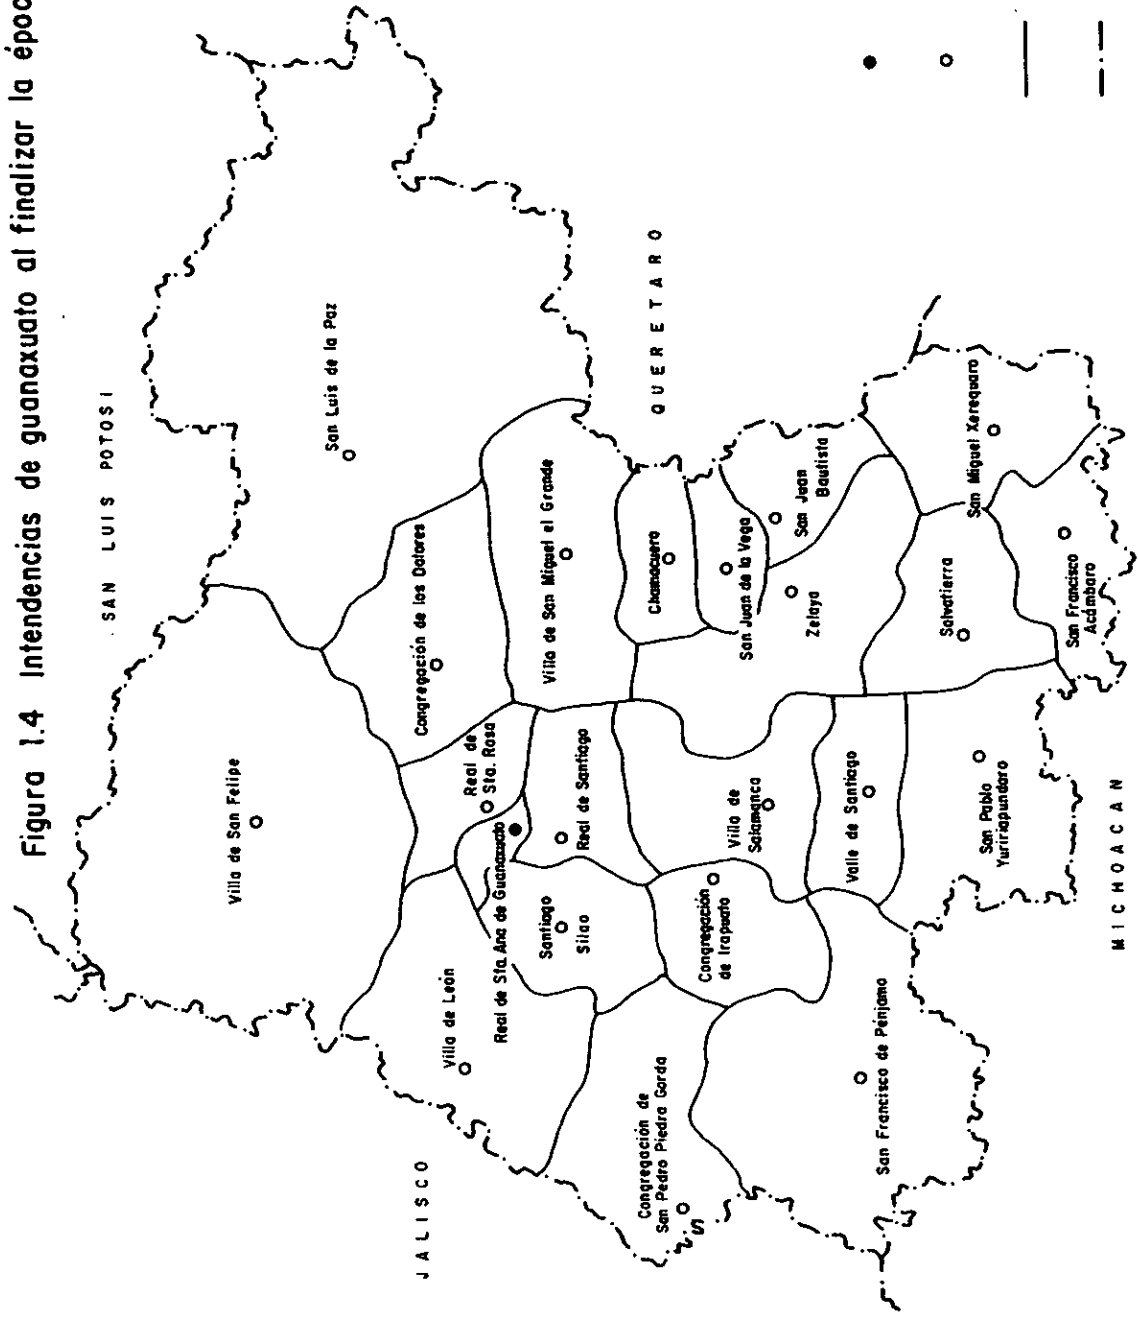 Figura 1.4 Intendencias de guanaxuato al finalizar la époc
SAN LUIS POTOSI
Villa de San Felipe
San Luis de la Paz
Congregación de los Dolores
JALISCO
Villa de León
Real de
Sta. Rosa
Real de Sta. Ana de Guanaxuato
Villa de San Miguel el Grande
Santiago
Silao
Real de Santiago
QUERETARO
Chamacuero
Congregación de
San Pedro Piedra Gorda
Congregación
de Irapuato
Villa de
Salamanca
San Juan de la Vega
San Juan
Bautista
Zelaya
Valle de Santiago
San Francisco de Pénjamo
Salvatierra
San Miguel Xerequaro
San Pablo
Yuririapundaro
San Francisco
Acámbaro
MICHOACAN